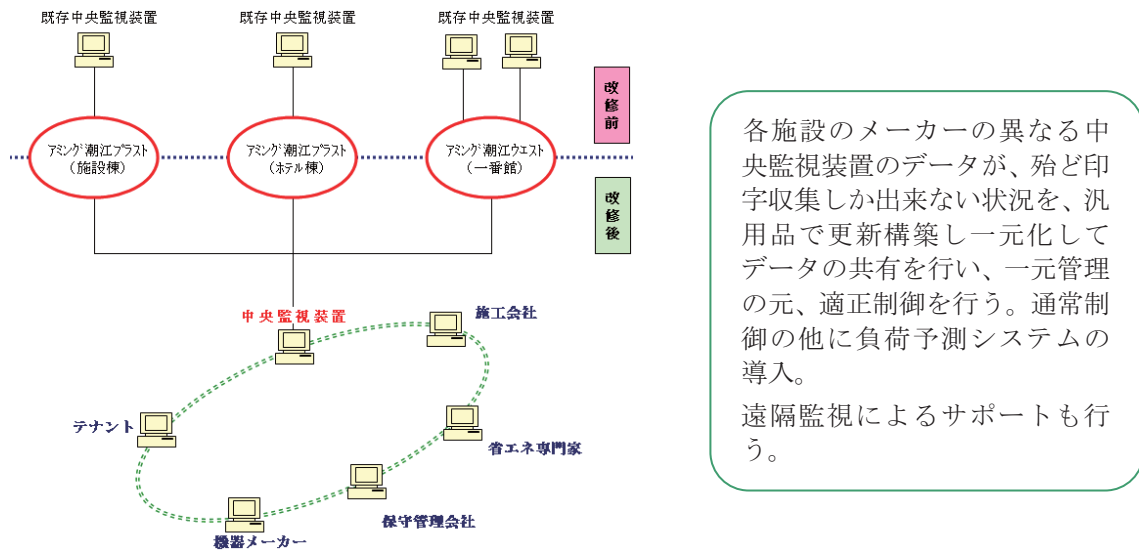 既存中央監視装置
既存中央監視装置
既存中央監視装置
改修前
アミング潮江プラスト
(施設棟)
アミング潮江プラスト
(ホテル棟)
アミング潮江ウエスト
(一番館)
改修後
中央監視装置
施工会社
テナント
省エネ専門家
保守管理会社
機器メーカー
各施設のメーカーの異なる中
央監視装置のデータが、殆ど印
字収集しか出来ない状況を、汎
用品で更新構築し一元化して
データの共有を行い、一元管理
の元、適正制御を行う。通常制
御の他に負荷予測システムの
導入。
遠隔監視によるサポートも行
う。